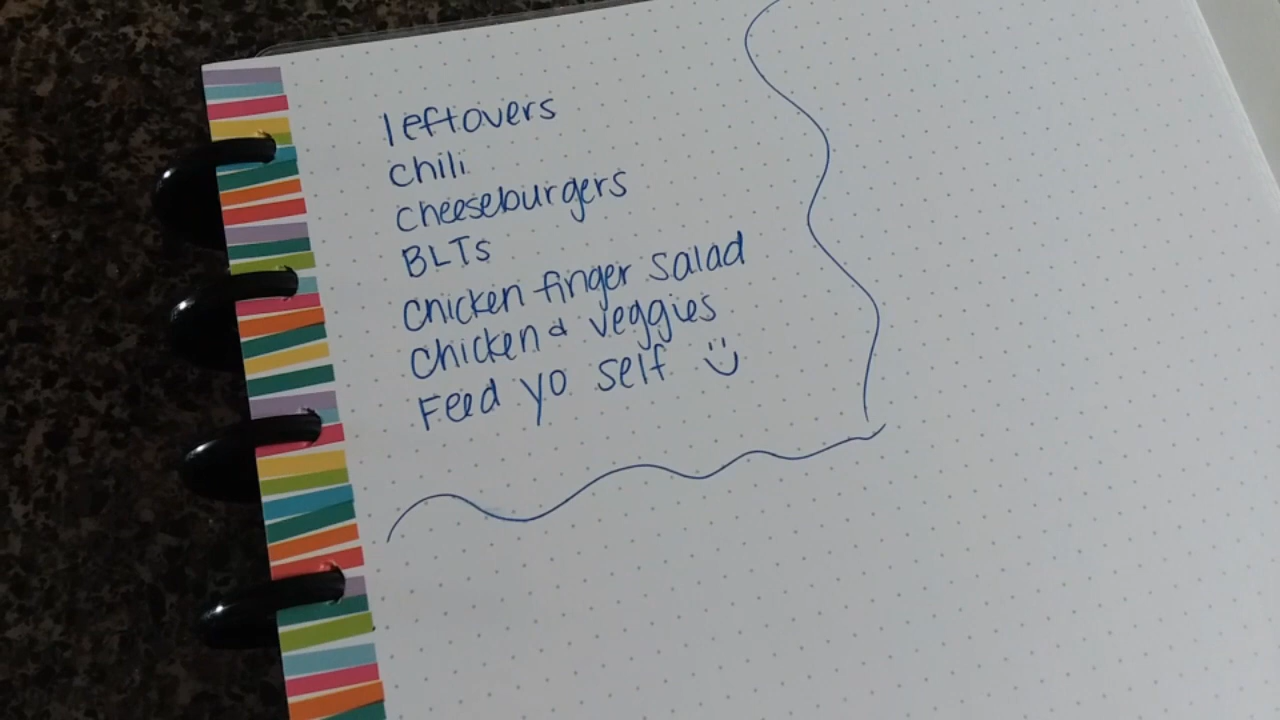 leftovers
chili
cheeseburgers
BLTs
chicken finger salad
chicken & veggies
Feed yo self